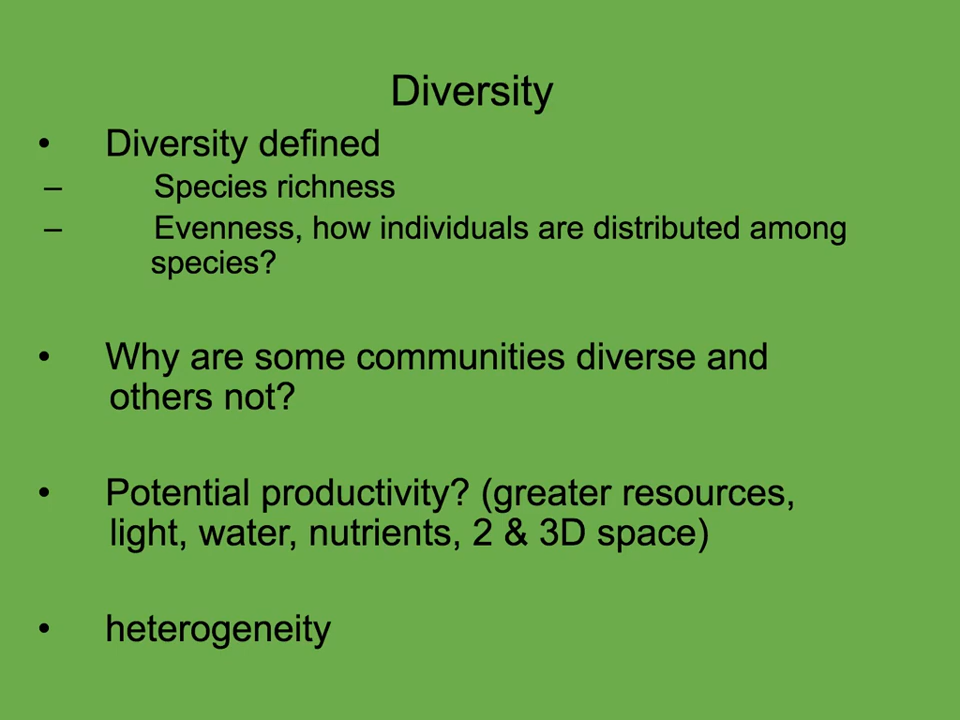 Diversity
• Diversity defined
– Species richness
– Evenness, how individuals are distributed among
species?
• Why are some communities diverse and
others not?
• Potential productivity? (greater resources,
light, water, nutrients, 2 & 3D space)
• heterogeneity